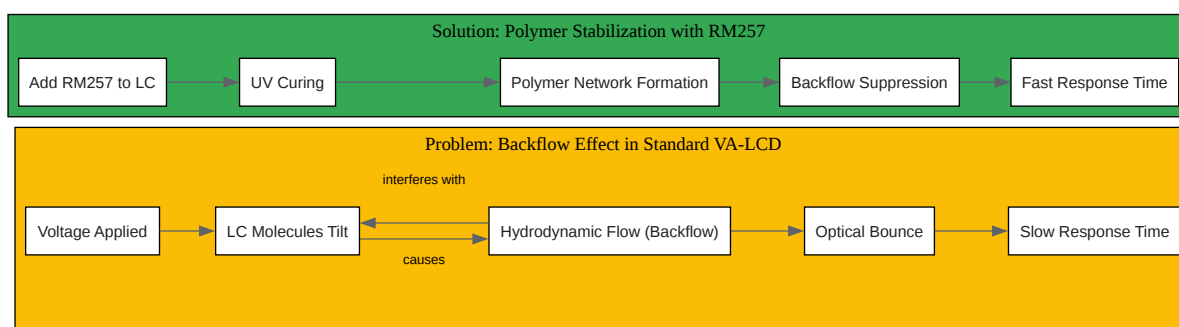 Solution: Polymer Stabilization with RM257
Add RM257 to LC
UV Curing
Polymer Network Formation
Backflow Suppression
Fast Response Time
Problem: Backflow Effect in Standard VA-LCD
interferes with
Voltage Applied
LC Molecules Tilt
Hydrodynamic Flow (Backflow)
Optical Bounce
Slow Response Time
causes